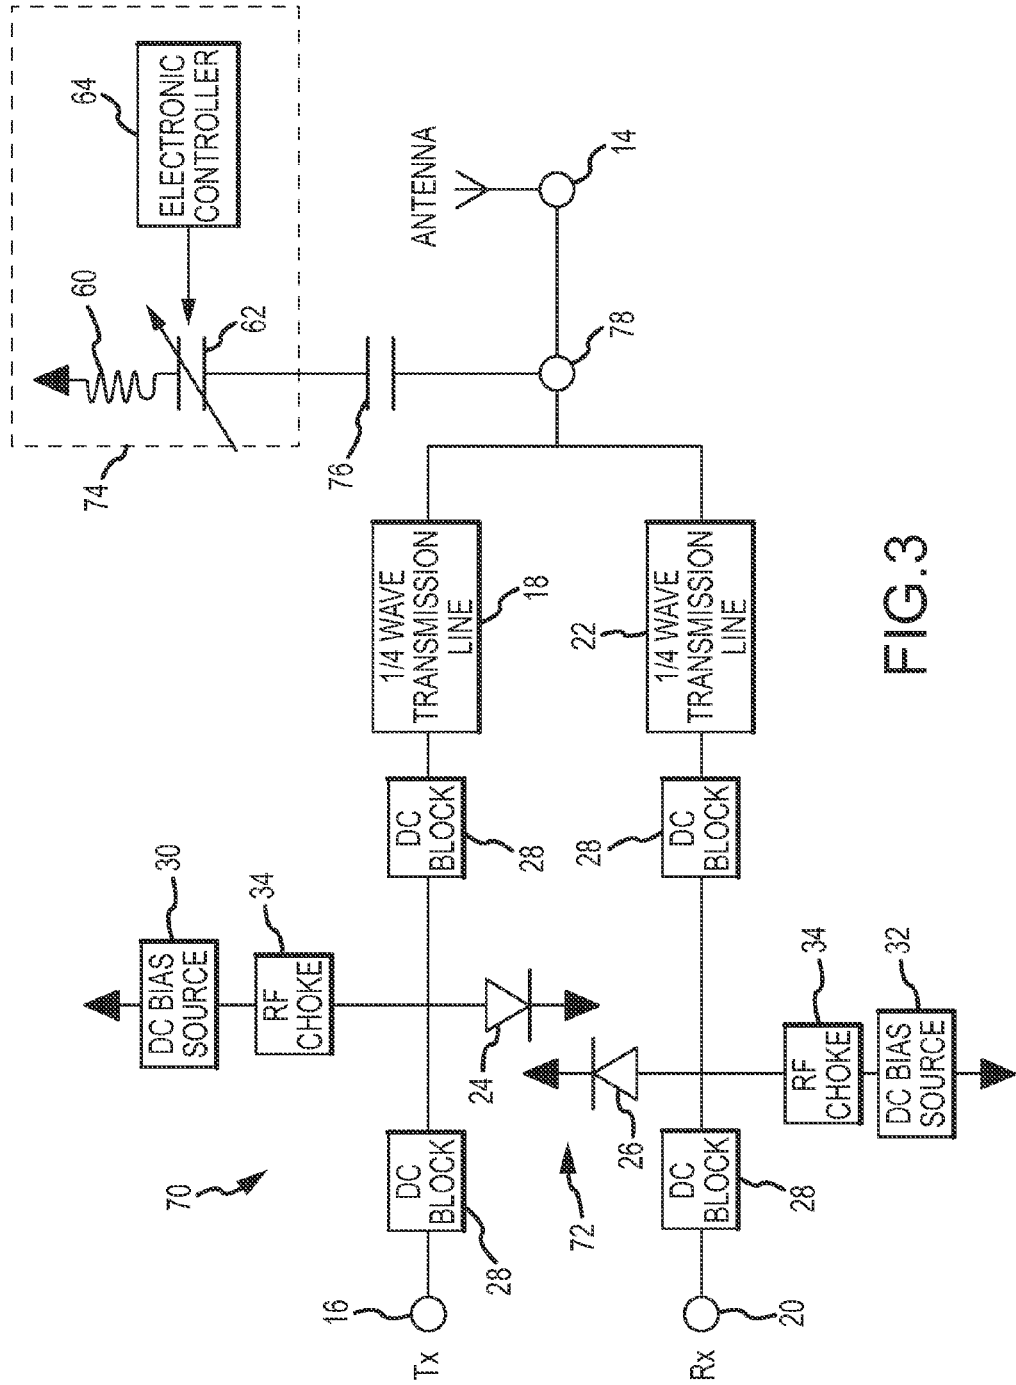 64
ELECTRONIC
CONTROLLER
60
62
74
76
ANTENNA
14
78
30
DC BIAS
SOURCE
34
RF
CHOKE
24
70
16
Tx
DC
BLOCK
28
DC
BLOCK
28
1/4 WAVE
TRANSMISSION
LINE
18
72
26
20
Rx
DC
BLOCK
28
DC
BLOCK
28
1/4 WAVE
TRANSMISSION
LINE
22
34
RF
CHOKE
32
DC BIAS
SOURCE
FIG.3